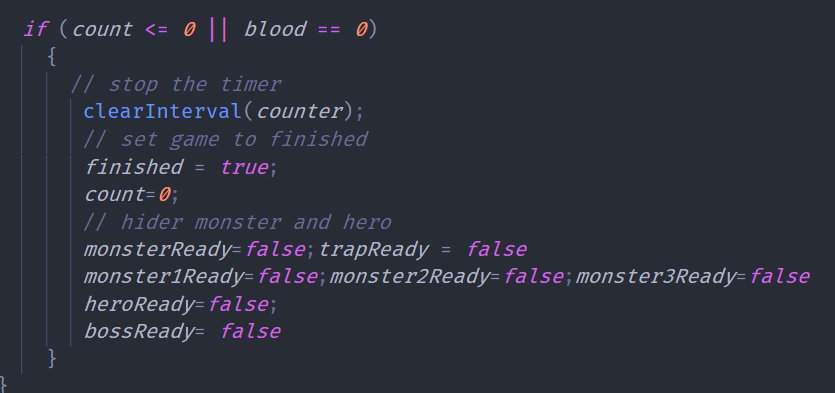 if (count <= 0 || blood == 0)
{
// stop the timer
clearInterval(counter);
// set game to finished
finished = true;
count=0;
// hider monster and hero
monsterReady=false;trapReady = false
monster1Ready=false;monster2Ready=false;monster3Ready=false
heroReady=false;
bossReady= false
}
}